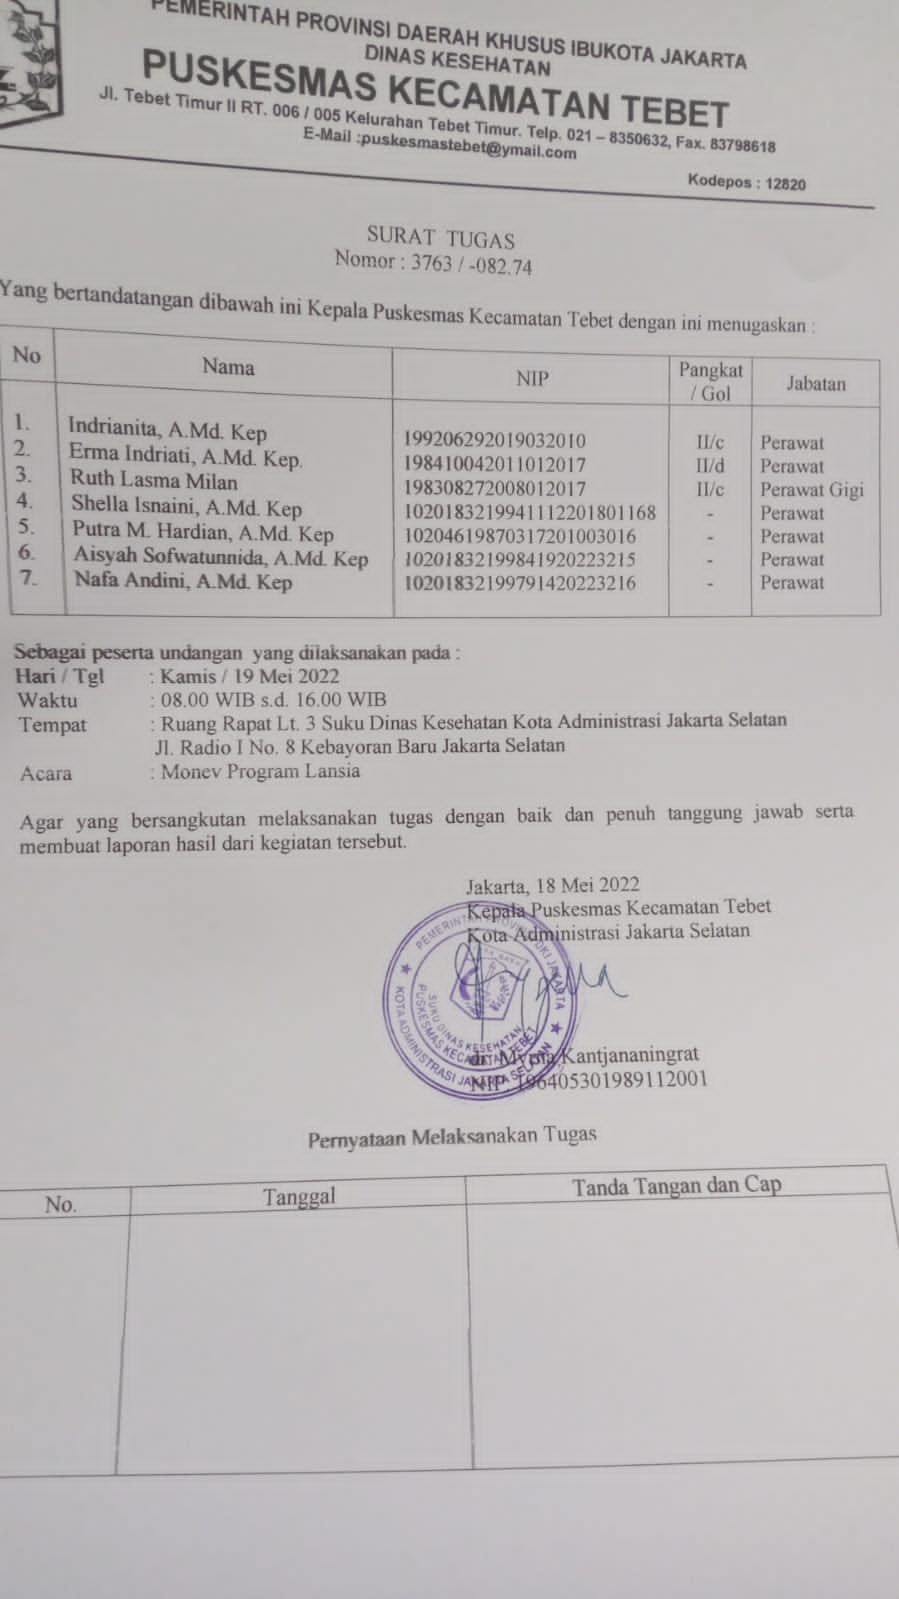 PEMERINTAH PROVINSI DAERAH KHUSUS IBUKOTA JAKARTA
DINAS KESEHATAN
PUSKESMAS KECAMATAN TEBET
Jl. Tebet Timur II RT. 006 / 005 Kelurahan Tebet Timur. Telp. 021 – 8350632, Fax. 83798618
E-Mail :puskesmastebet@ymail.com
Kodepos : 12820
SURAT TUGAS
Nomor : 3763 / -082.74
Yang bertandatangan dibawah ini Kepala Puskesmas Kecamatan Tebet dengan ini menugaskan :
No Nama NIP Pangkat / Gol Jabatan
1. Indrianita, A.Md. Kep 199206292019032010 II/c Perawat
2. Erma Indriati, A.Md. Kep. 198410042011012017 II/d Perawat
3. Ruth Lasma Milan 198308272008012017 II/c Perawat Gigi
4. Shella Isnaini, A.Md. Kep 1020183219941112201801168 - Perawat
5. Putra M. Hardian, A.Md. Kep 10204619870317201003016 - Perawat
6. Aisyah Sofwatunnida, A.Md. Kep 10201832199841920223215 - Perawat
7. Nafa Andini, A.Md. Kep 10201832199791420223216 - Perawat
Sebagai peserta undangan yang dilaksanakan pada :
Hari / Tgl : Kamis / 19 Mei 2022
Waktu : 08.00 WIB s.d. 16.00 WIB
Tempat : Ruang Rapat Lt. 3 Suku Dinas Kesehatan Kota Administrasi Jakarta Selatan
Jl. Radio I No. 8 Kebayoran Baru Jakarta Selatan
Acara : Monev Program Lansia
Agar yang bersangkutan melaksanakan tugas dengan baik dan penuh tanggung jawab serta
membuat laporan hasil dari kegiatan tersebut.
Jakarta, 18 Mei 2022
Kepala Puskesmas Kecamatan Tebet
Kota Administrasi Jakarta Selatan
PEMERINTAH PROVINSI DKI JAKARTA
SUKU DINAS KESEHATAN
PUSKESMAS KECAMATAN TEBET
KOTA ADMINISTRASI JAKARTA SELATAN
dr. Myrna Kantjananingrat
NIP. 196405301989112001
Pernyataan Melaksanakan Tugas
No. Tanggal Tanda Tangan dan Cap